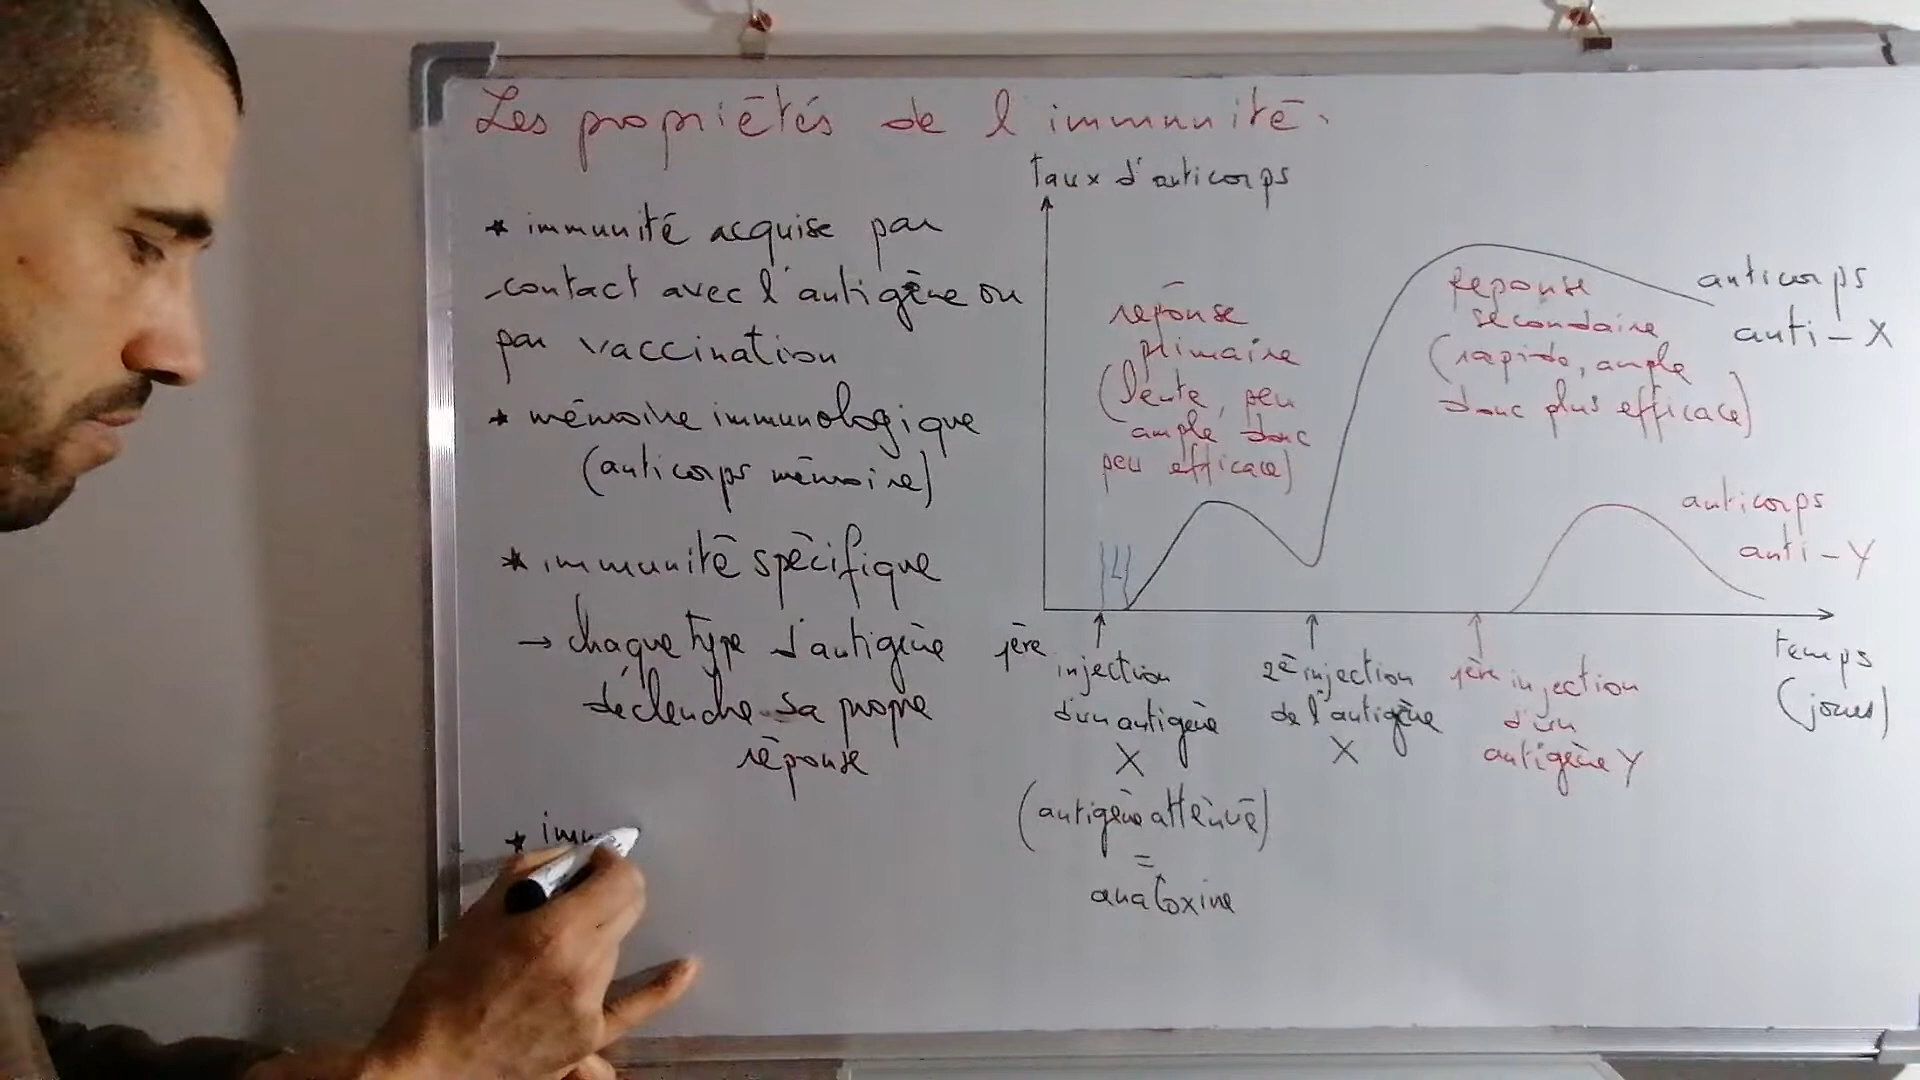 Les propriétés de l'immunité.
* immunité acquise par
contact avec l'antigène ou
par vaccination
* mémoire immunologique
(anticorps mémoire)
* immunité spécifique
→ chaque type d'antigène
déclenche sa propre
réponse
* imm
taux d'anticorps
réponse
primaire
(lente, peu
ample donc
peu efficace)
L
reponse
secondaire
(rapide, ample
donc plus efficace)
anticorps
anti-X
anticorps
anti-Y
1ère injection
d'un antigène
X
(antigène atténué)
=
anatoxine
2è injection
de l'antigène
X
1ère injection
d'un
antigène Y
temps
(jours)